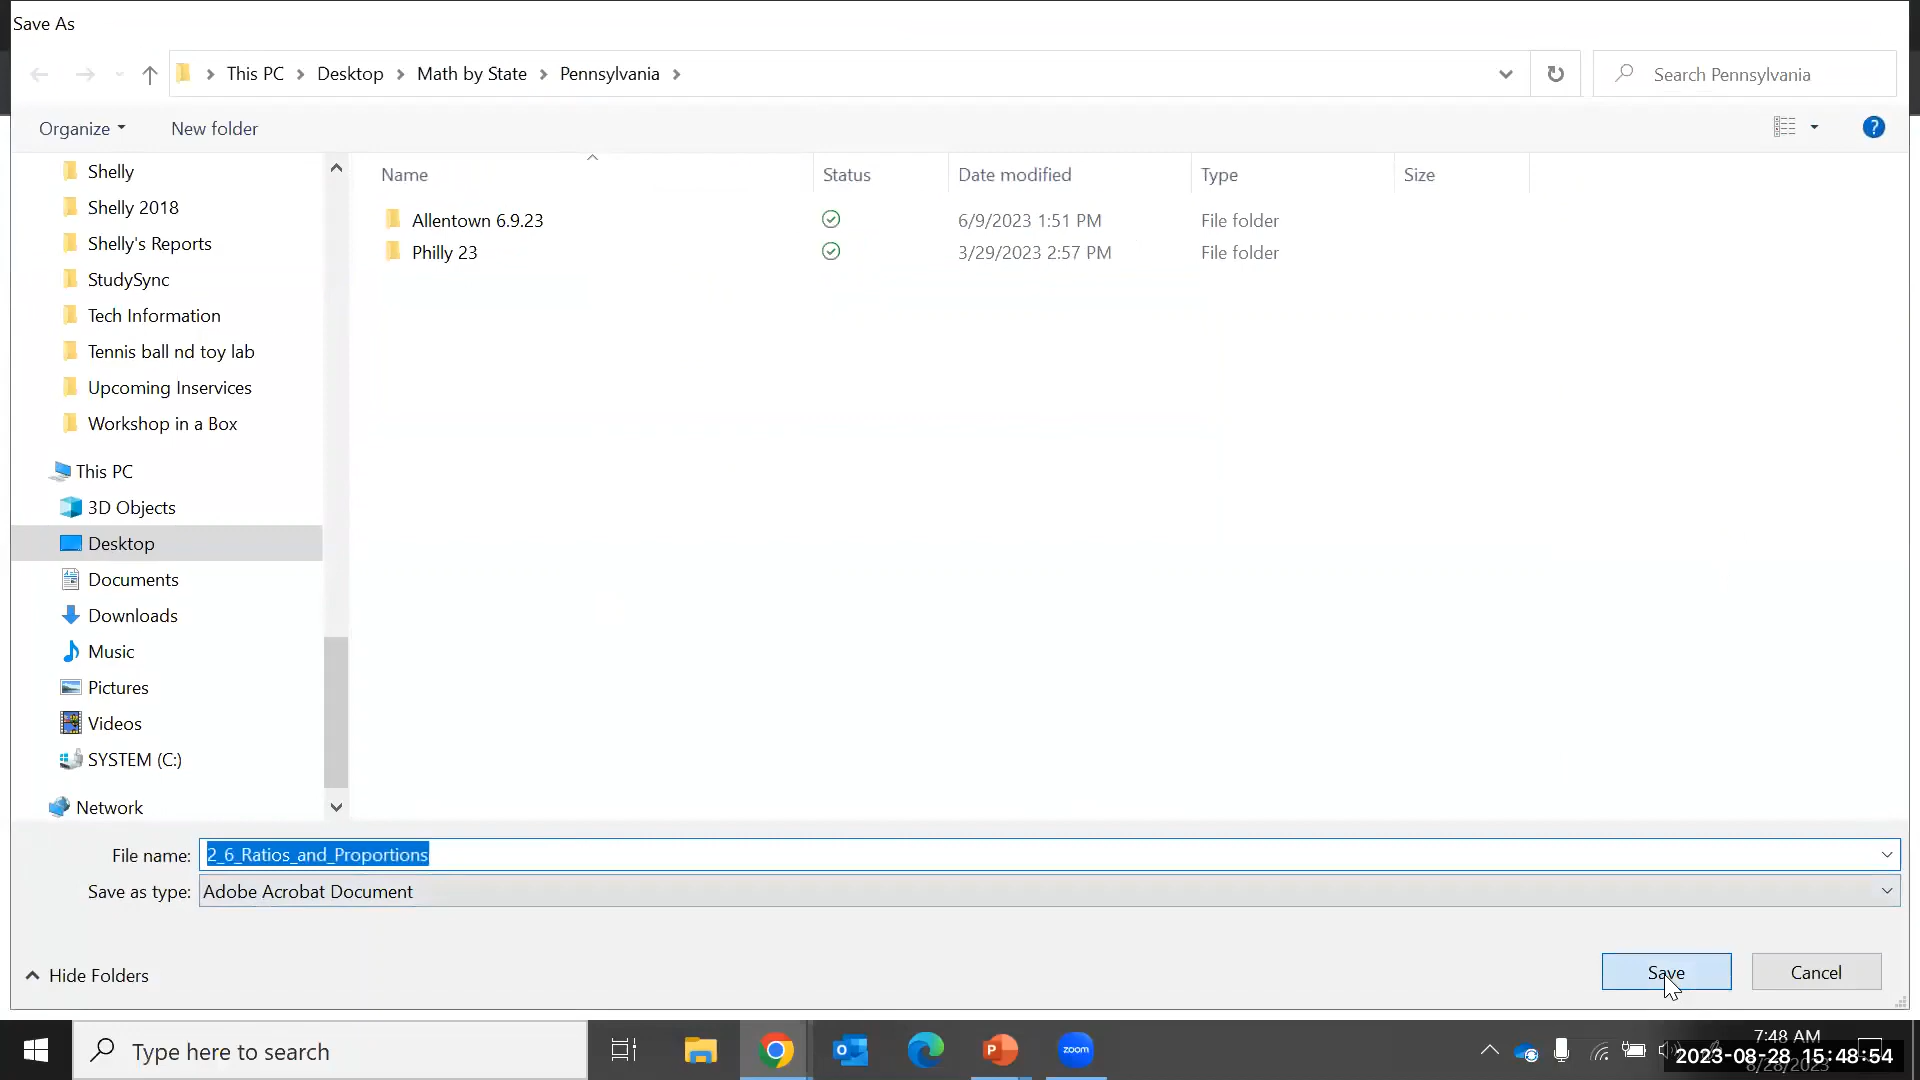 Save As
This PC Desktop Math by State Pennsylvania
Search Pennsylvania
Organize New folder
Name Status Date modified Type Size
Allentown 6.9.23 6/9/2023 1:51 PM File folder
Philly 23 3/29/2023 2:57 PM File folder
Shelly
Shelly 2018
Shelly's Reports
StudySync
Tech Information
Tennis ball nd toy lab
Upcoming Inservices
Workshop in a Box
This PC
3D Objects
Desktop
Documents
Downloads
Music
Pictures
Videos
SYSTEM (C:)
Network
File name: 2_6_Ratios_and_Proportions
Save as type: Adobe Acrobat Document
Hide Folders
Save Cancel
Type here to search
zoom
7:48 AM
2023-08-28 15:48:54
8/28/2023